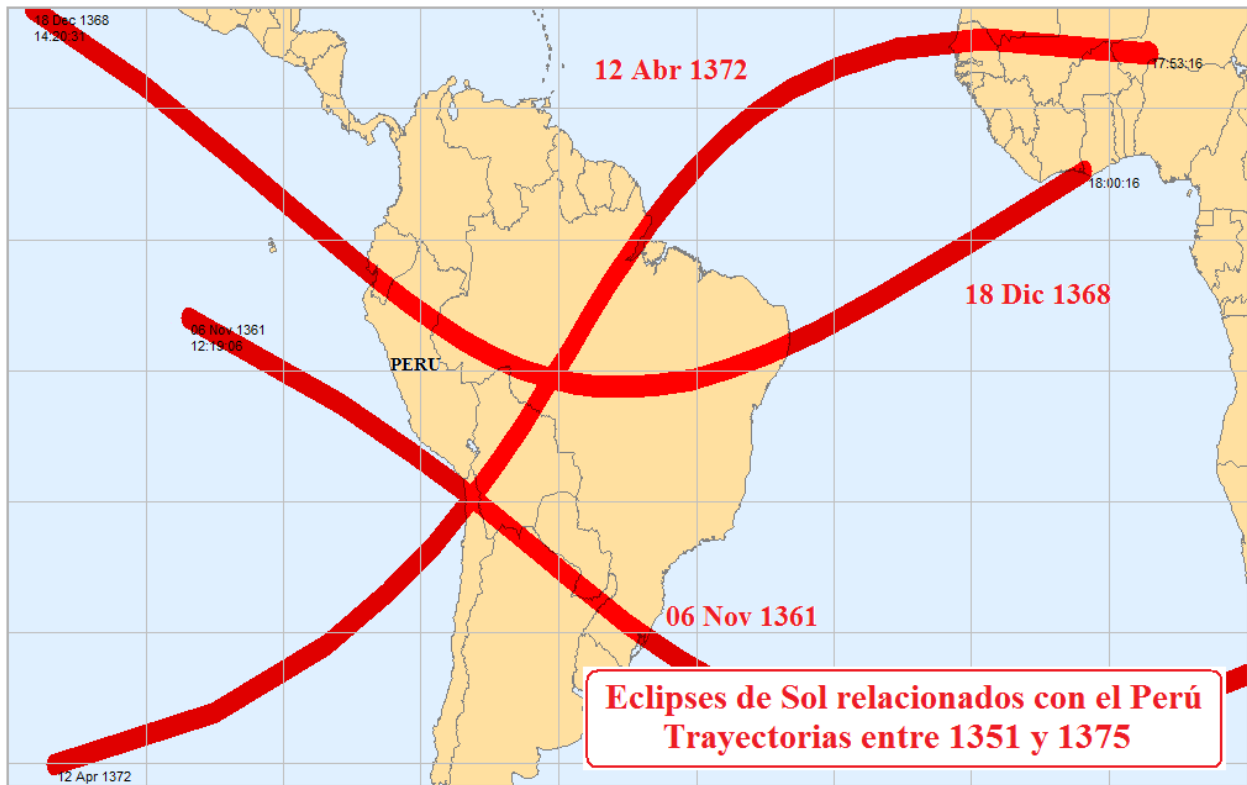 18 Dec 1368
14:20:31
12 Abr 1372
17:53:16
18:00:16
18 Dic 1368
06 Nov 1361
12:19:06
PERU
06 Nov 1361
Eclipses de Sol relacionados con el Perú
Trayectorias entre 1351 y 1375
12 Apr 1372